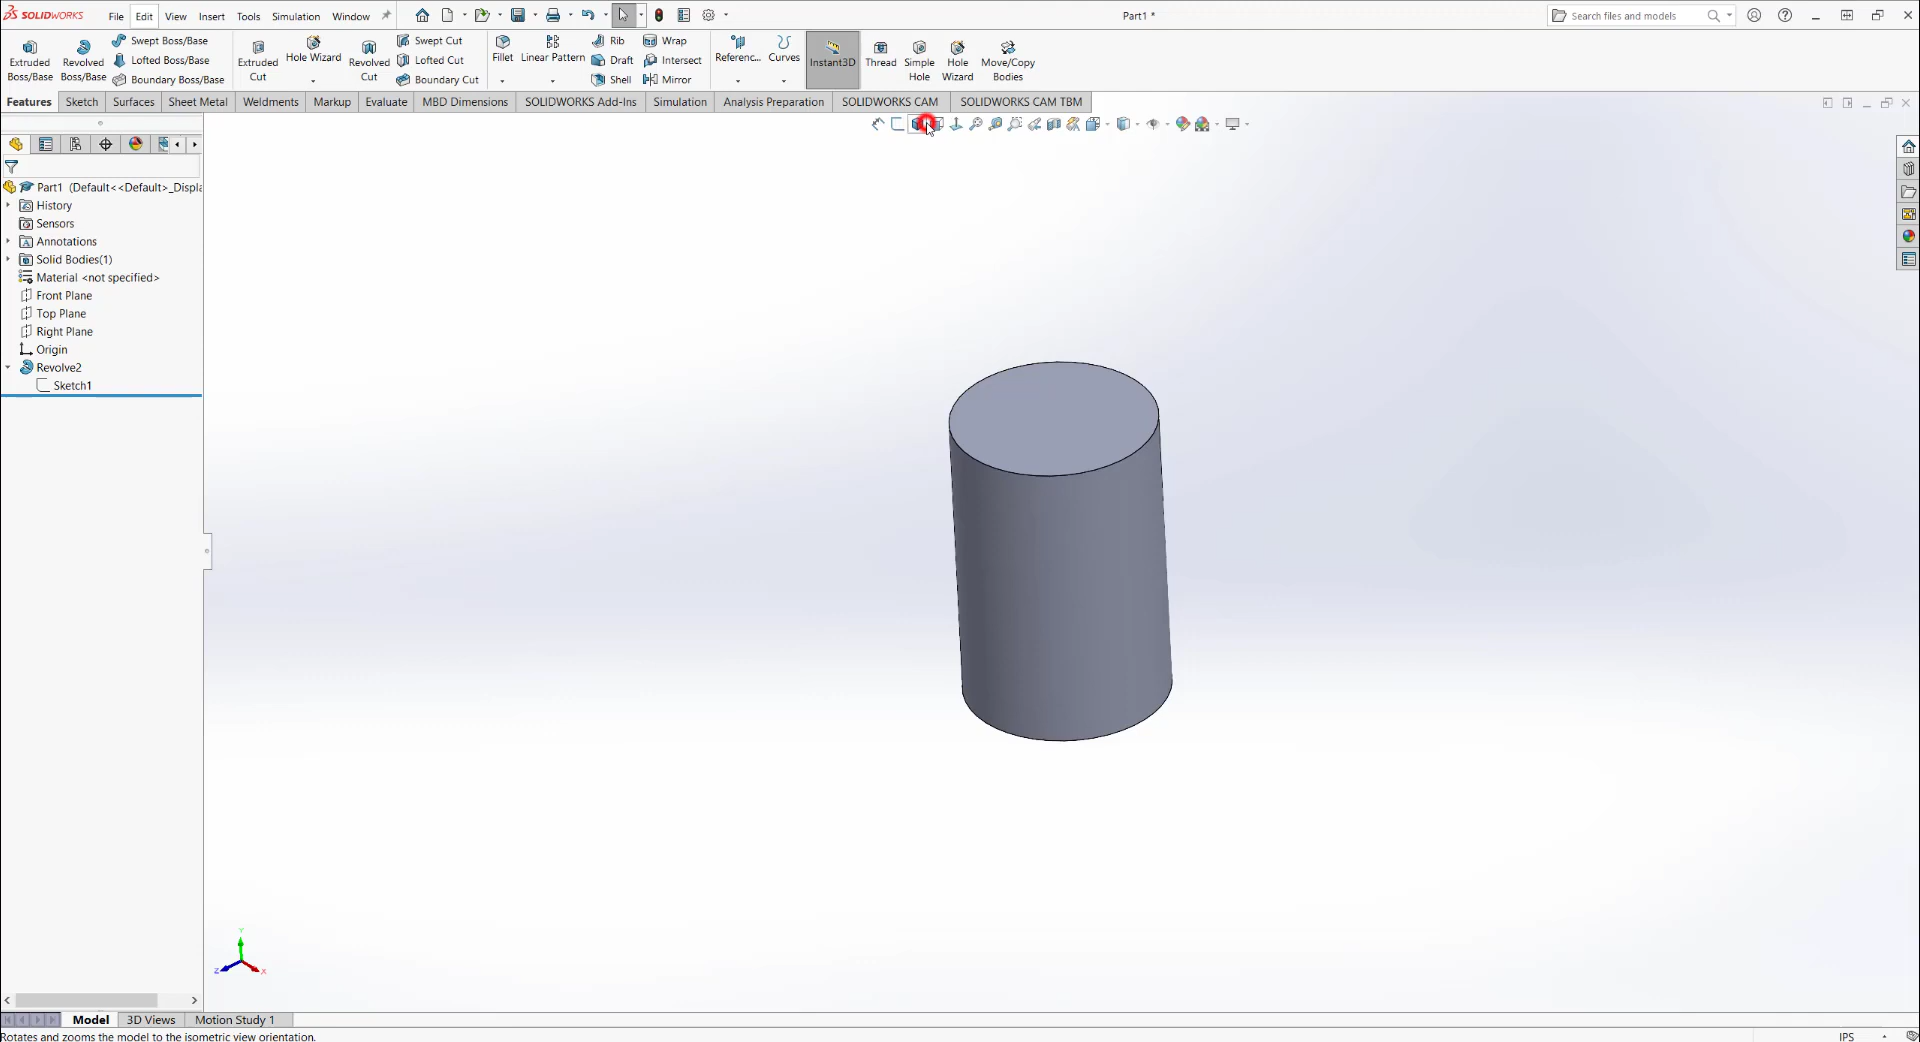 SOLIDWORKS File Edit View Insert Tools Simulation Window Part1 * Search files and models
Extruded Boss/Base
Revolved Boss/Base
Swept Boss/Base
Lofted Boss/Base
Boundary Boss/Base
Extruded Cut
Hole Wizard
Revolved Cut
Swept Cut
Lofted Cut
Boundary Cut
Fillet
Linear Pattern
Rib
Draft
Shell
Wrap
Intersect
Mirror
Referenc...
Curves
Instant3D
Thread
Simple Hole
Hole Wizard
Move/Copy Bodies
Features Sketch Surfaces Sheet Metal Weldments Markup Evaluate MBD Dimensions SOLIDWORKS Add-Ins Simulation Analysis Preparation SOLIDWORKS CAM SOLIDWORKS CAM TBM
Part1 (Default<<Default>_Displa
History
Sensors
Annotations
Solid Bodies(1)
Material <not specified>
Front Plane
Top Plane
Right Plane
Origin
Revolve2
Sketch1
Y
Z X
Model 3D Views Motion Study 1
Rotates and zooms the model to the isometric view orientation. IPS